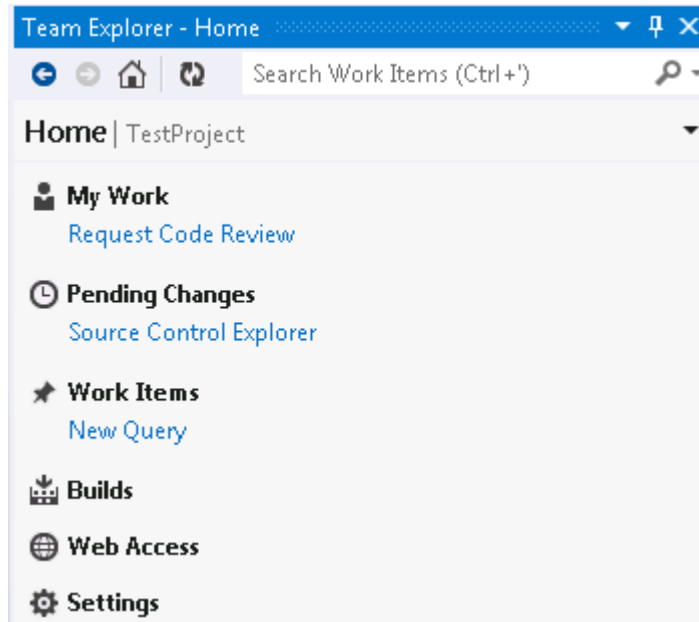 Team Explorer - Home
Search Work Items (Ctrl+')
Home | TestProject
My Work
Request Code Review
Pending Changes
Source Control Explorer
Work Items
New Query
Builds
Web Access
Settings